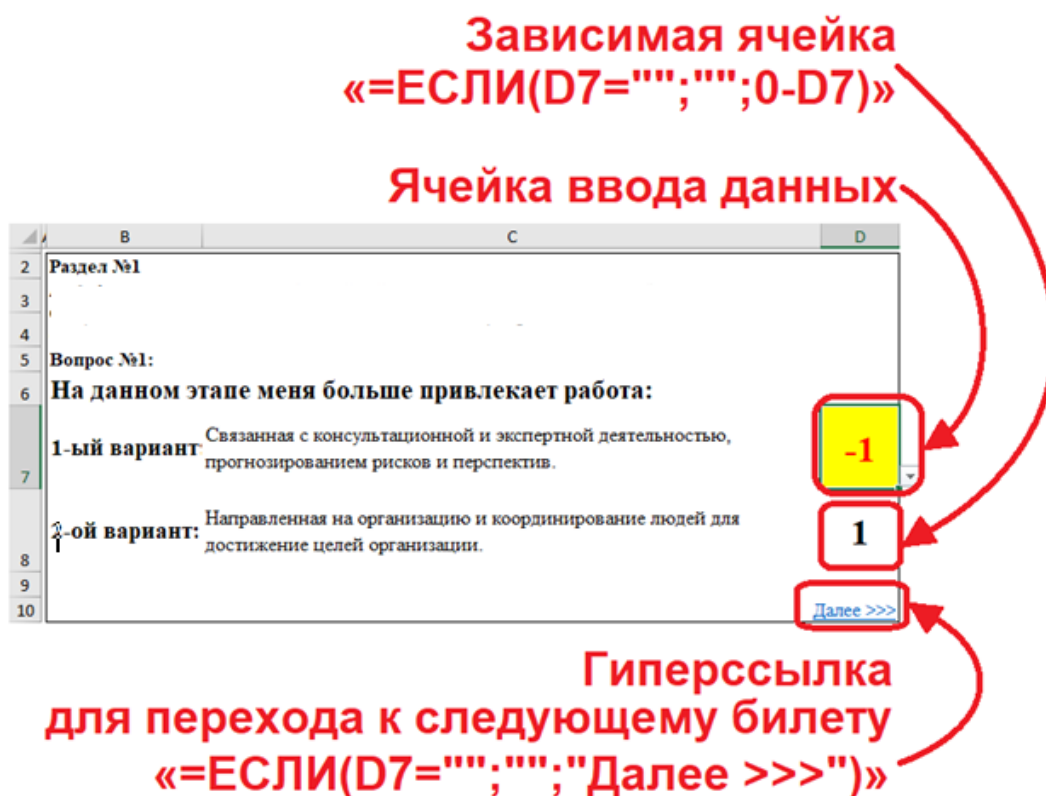 Зависимая ячейка
«=ЕСЛИ(D7="";"";0-D7)»
Ячейка ввода данных
B C D
2 Раздел №1
3
4
5 Вопрос №1:
6 На данном этапе меня больше привлекает работа:
1-ый вариант:
Связанная с консультационной и экспертной деятельностью,
прогнозированием рисков и перспектив.
-1
7
2-ой вариант:
Направленная на организацию и координирование людей для
достижение целей организации.
1
8
9
10 Далее >>>
Гиперссылка
для перехода к следующему билету
«=ЕСЛИ(D7="";"";"Далее >>>")»